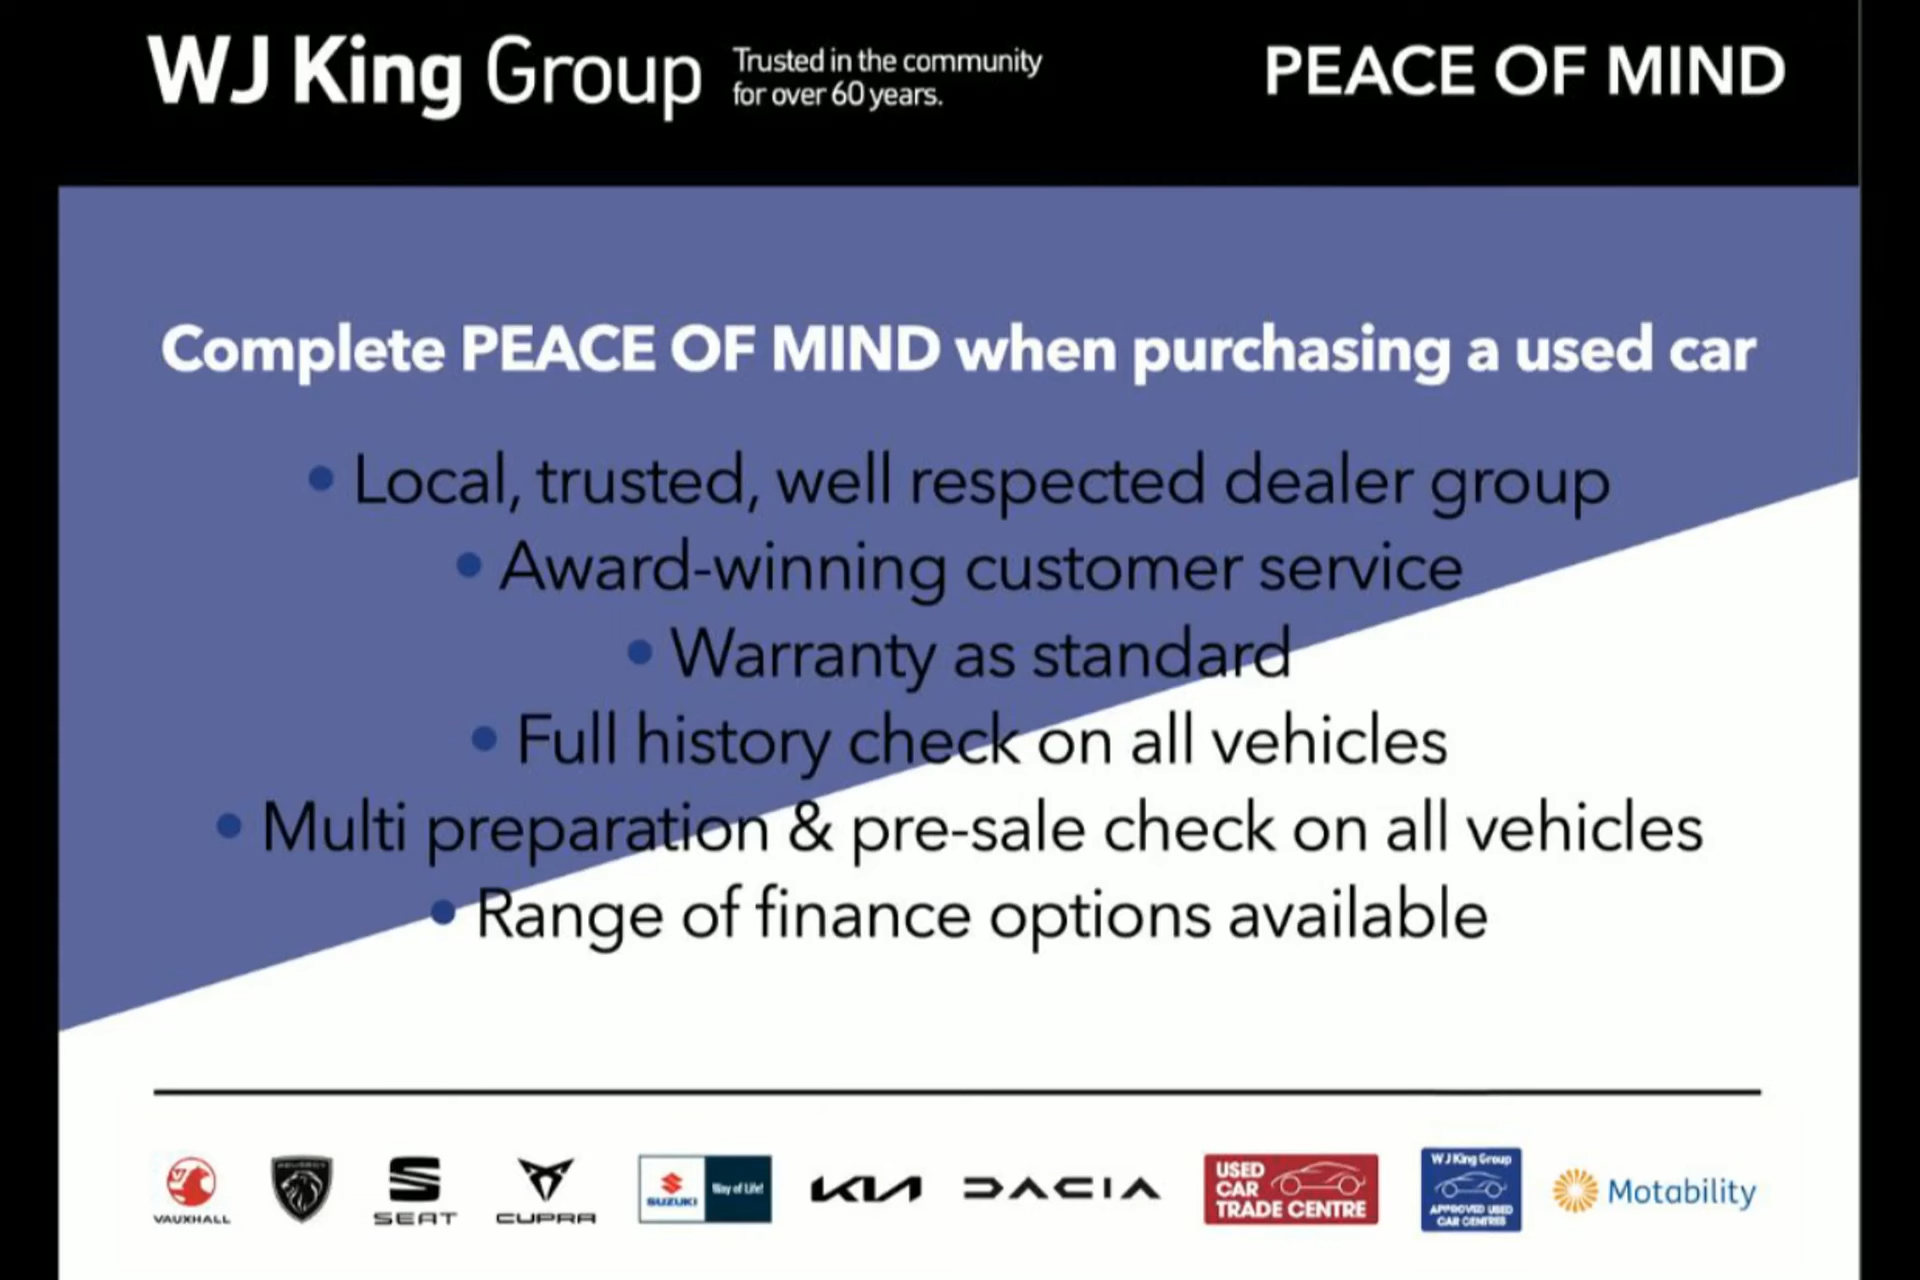 WJ King Group
Trusted in the community
for over 60 years.
PEACE OF MIND
Complete PEACE OF MIND when purchasing a used car
• Local, trusted, well respected dealer group
• Award-winning customer service
• Warranty as standard
• Full history check on all vehicles
• Multi preparation & pre-sale check on all vehicles
• Range of finance options available
VAUXHALL
PEUGEOT
SEAT
CUPRA
SUZUKI
Way of Life!
KIA
DACIA
USED
CAR
TRADE CENTRE
WJ King Group
APPROVED USED
CAR CENTRES
Motability